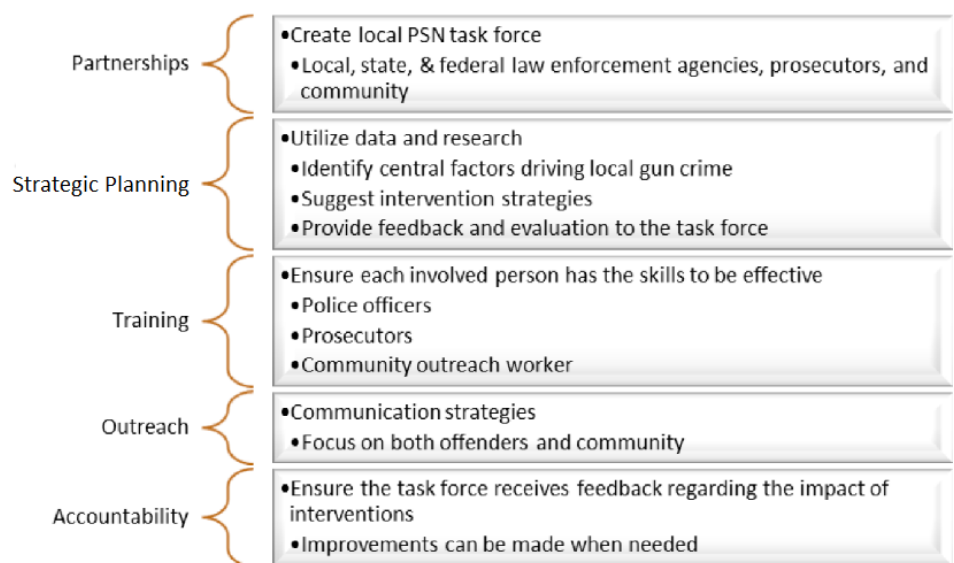 Partnerships
•Create local PSN task force
•Local, state, & federal law enforcement agencies, prosecutors, and
community
Strategic Planning
•Utilize data and research
•Identify central factors driving local gun crime
•Suggest intervention strategies
•Provide feedback and evaluation to the task force
Training
•Ensure each involved person has the skills to be effective
•Police officers
•Prosecutors
•Community outreach worker
Outreach
•Communication strategies
•Focus on both offenders and community
Accountability
•Ensure the task force receives feedback regarding the impact of
interventions
•Improvements can be made when needed